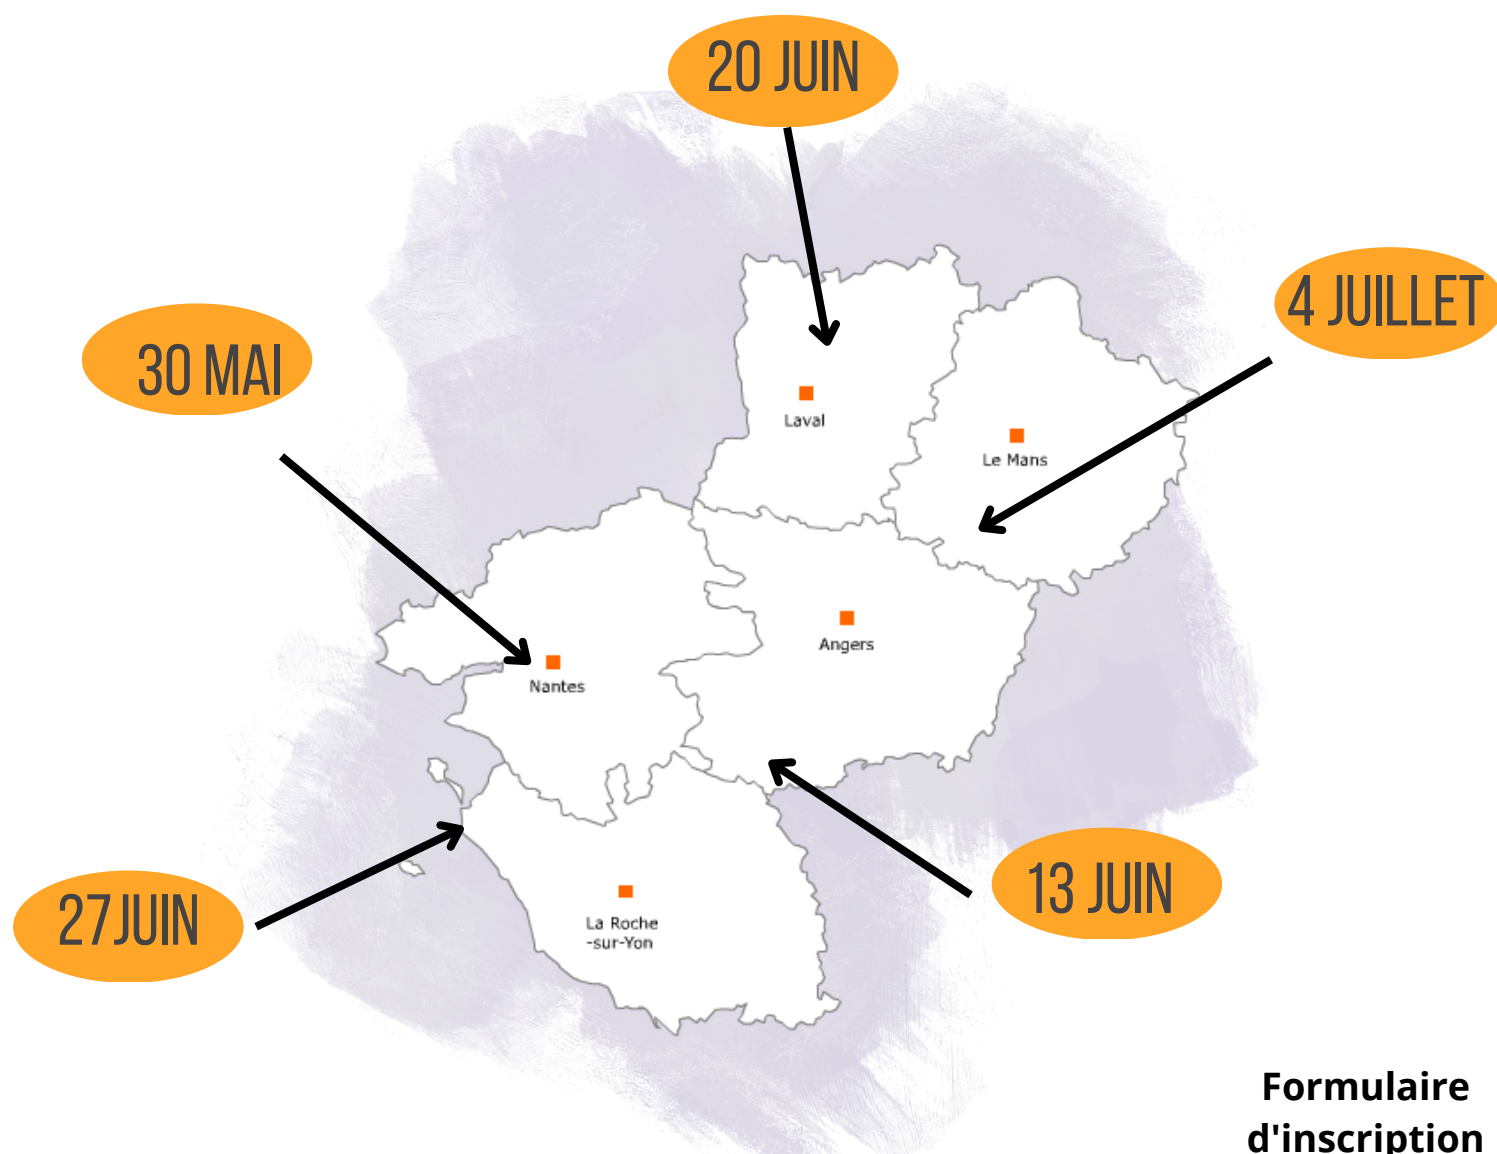 20 JUIN
4 JUILLET
30 MAI
Laval
Le Mans
Angers
Nantes
27JUIN
13 JUIN
La Roche
-sur-Yon
Formulaire
d'inscription